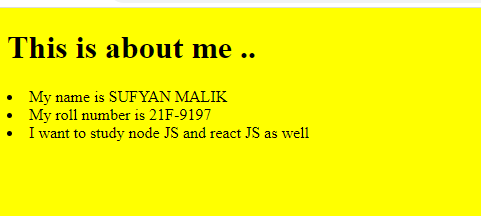 This is about me ..
My name is SUFYAN MALIK
My roll number is 21F-9197
I want to study node JS and react JS as well